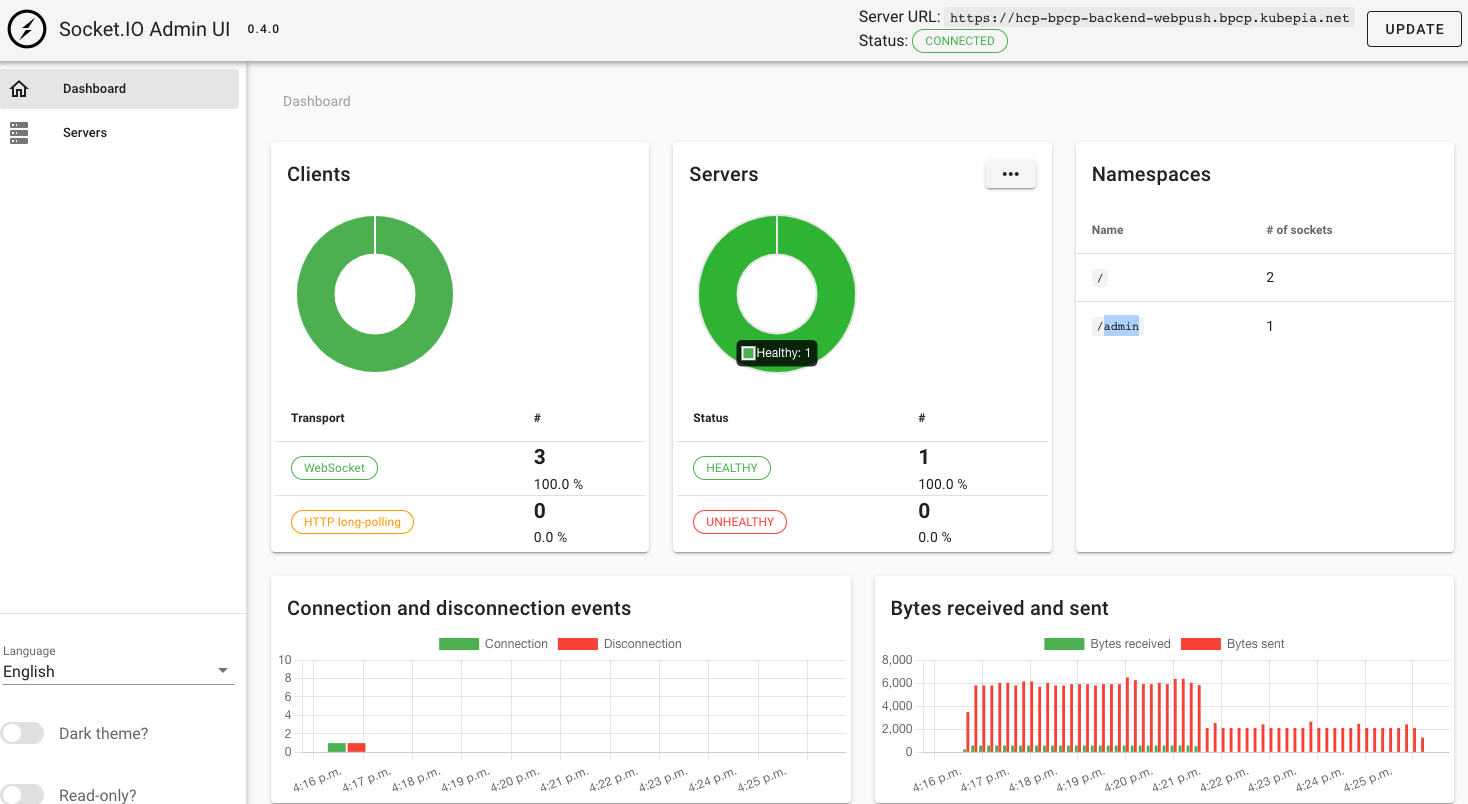 Socket.IO Admin UI 0.4.0
Server URL: https://hcp-bpcp-backend-webpush.bpcp.kubepia.net
Status: CONNECTED
UPDATE
Dashboard
Servers
Language
English
Dark theme?
Read-only?
Dashboard
Clients
Transport #
WebSocket 3
100.0 %
HTTP long-polling 0
0.0 %
Servers
•••
Healthy: 1
Status #
HEALTHY 1
100.0 %
UNHEALTHY 0
0.0 %
Namespaces
Name # of sockets
/ 2
/admin 1
Connection and disconnection events
Connection Disconnection
10
8
6
4
2
0
4:16 p.m. 4:17 p.m. 4:18 p.m. 4:19 p.m. 4:20 p.m. 4:21 p.m. 4:22 p.m. 4:23 p.m. 4:24 p.m. 4:25 p.m.
Bytes received and sent
Bytes received Bytes sent
8,000
6,000
4,000
2,000
0
4:16 p.m. 4:17 p.m. 4:18 p.m. 4:19 p.m. 4:20 p.m. 4:21 p.m. 4:22 p.m. 4:23 p.m. 4:24 p.m. 4:25 p.m.